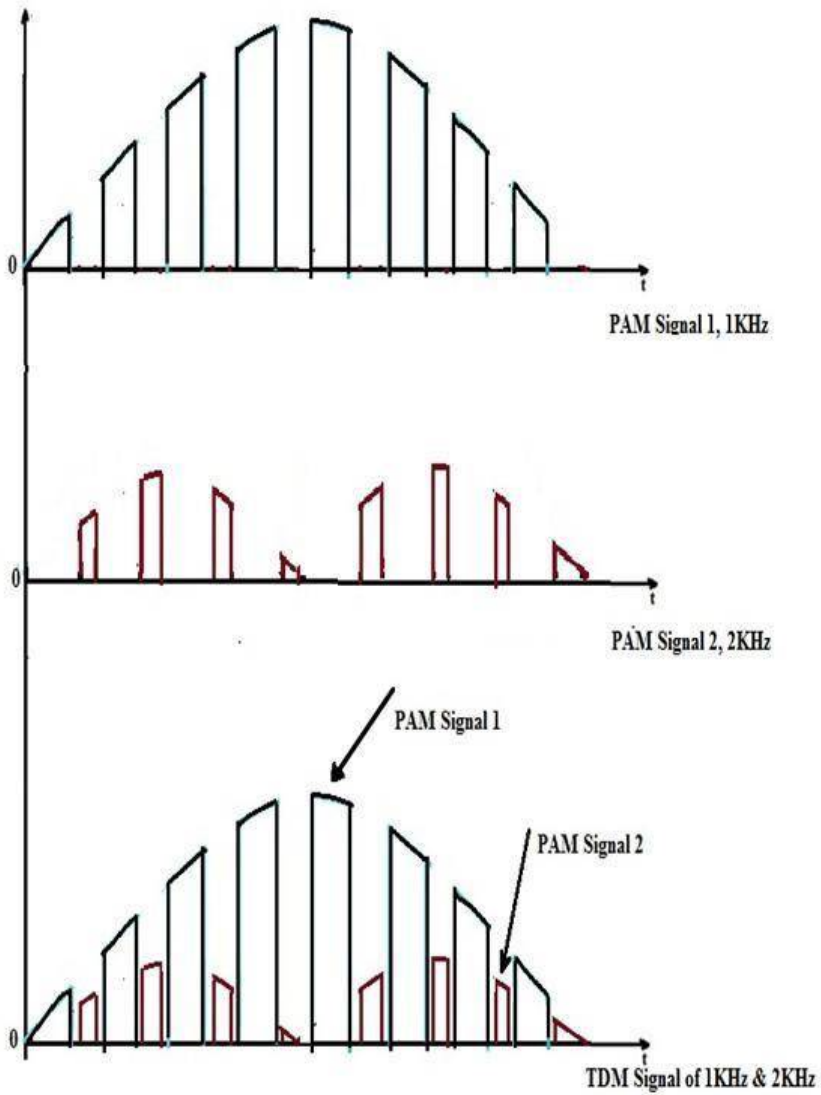 0
t
PAM Signal 1, 1KHz
0
t
PAM Signal 2, 2KHz
PAM Signal 1
PAM Signal 2
0
t
TDM Signal of 1KHz & 2KHz